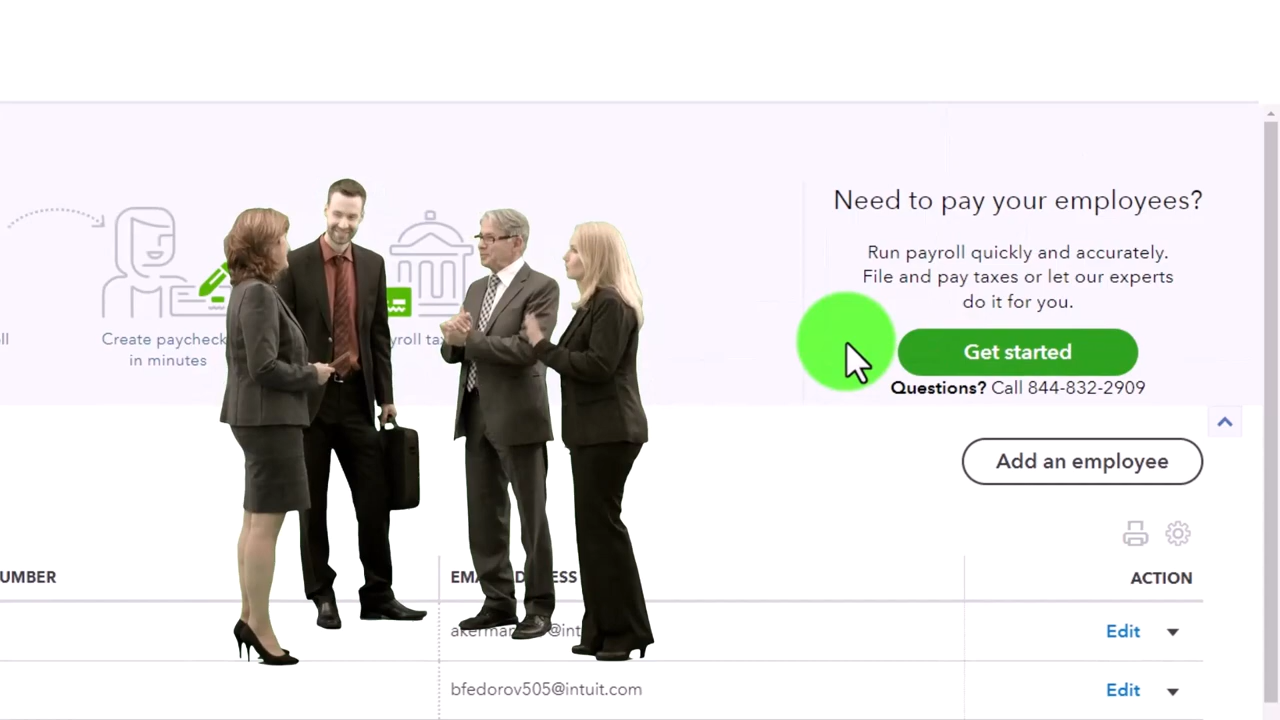 Need to pay your employees?
Run payroll quickly and accurately.
File and pay taxes or let our experts
do it for you.
Get started
Questions? Call 844-832-2909
Create paycheck
in minutes
Add an employee
ACTION
Edit
bfedorov505@intuit.com
Edit